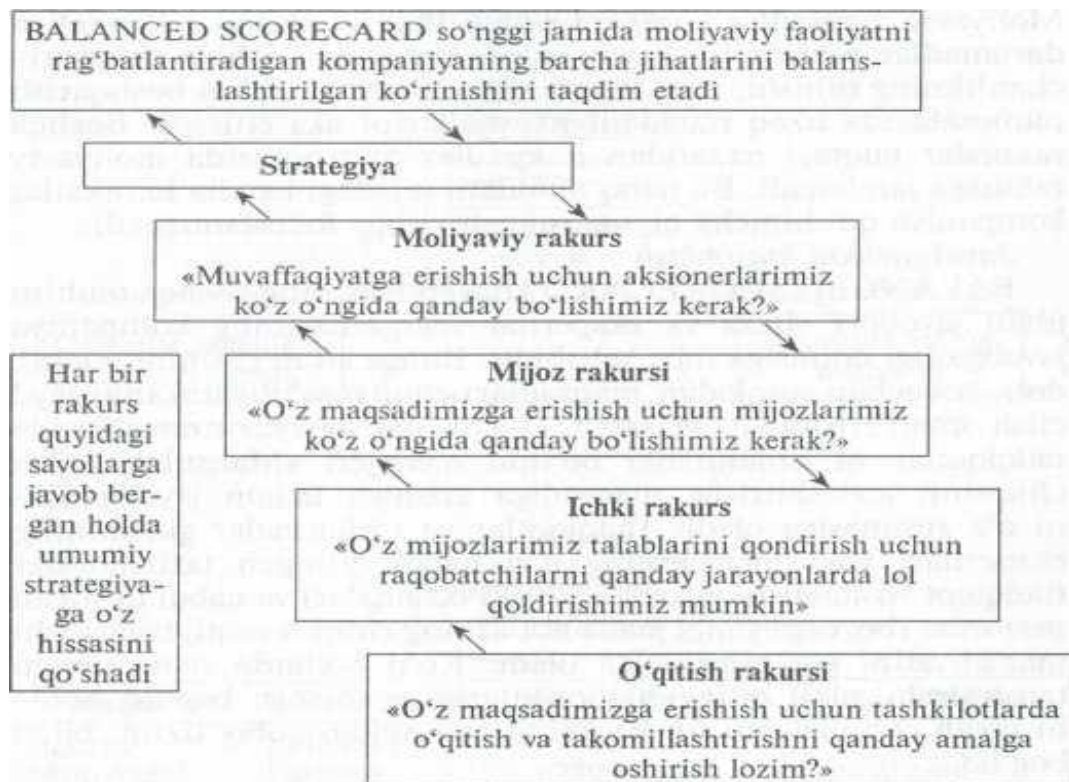 BALANCED SCORECARD so‘nggi jamida moliyaviy faoliyatni
rag‘batlantiradigan kompaniyaning barcha jihatlarini balans-
lashtirilgan ko‘rinishini taqdim etadi
Strategiya
Moliyaviy rakurs
«Muvaffaqiyatga erishish uchun aksionerlarimiz
ko‘z o‘ngida qanday bo‘lishimiz kerak?»
Mijoz rakursi
«O‘z maqsadimizga erishish uchun mijozlarimiz
ko‘z o‘ngida qanday bo‘lishimiz kerak?»
Ichki rakurs
«O‘z mijozlarimiz talablarini qondirish uchun
raqobatchilarni qanday jarayonlarda lol
qoldirishimiz mumkin»
O‘qitish rakursi
«O‘z maqsadimizga erishish uchun tashkilotlarda
o‘qitish va takomillashtirishni qanday amalga
oshirish lozim?»
Har bir
rakurs
quyidagi
savollarga
javob ber-
gan holda
umumiy
strategiya-
ga o‘z
hissasini
qo‘shadi